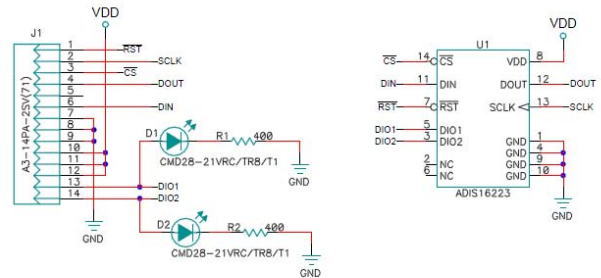 VDD
J1
A3-14PA-2SV(71)
1 RST
2 SCLK
3 CS
4 DOUT
5
6 DIN
7
8
9
10
11
12
13 DIO1
14 DIO2
GND
D1
R1 400
CMD28-21VRC/TR8/T1
GND
D2
R2 400
CMD28-21VRC/TR8/T1
GND
VDD
U1
CS 14 CS VDD 8
DIN 11 DIN DOUT 12 DOUT
RST 7 RST SCLK 13 SCLK
DIO1 5 DIO1
DIO2 3 DIO2
GND 1
GND 4
2 NC GND 9
6 NC GND 10
ADIS16223
GND